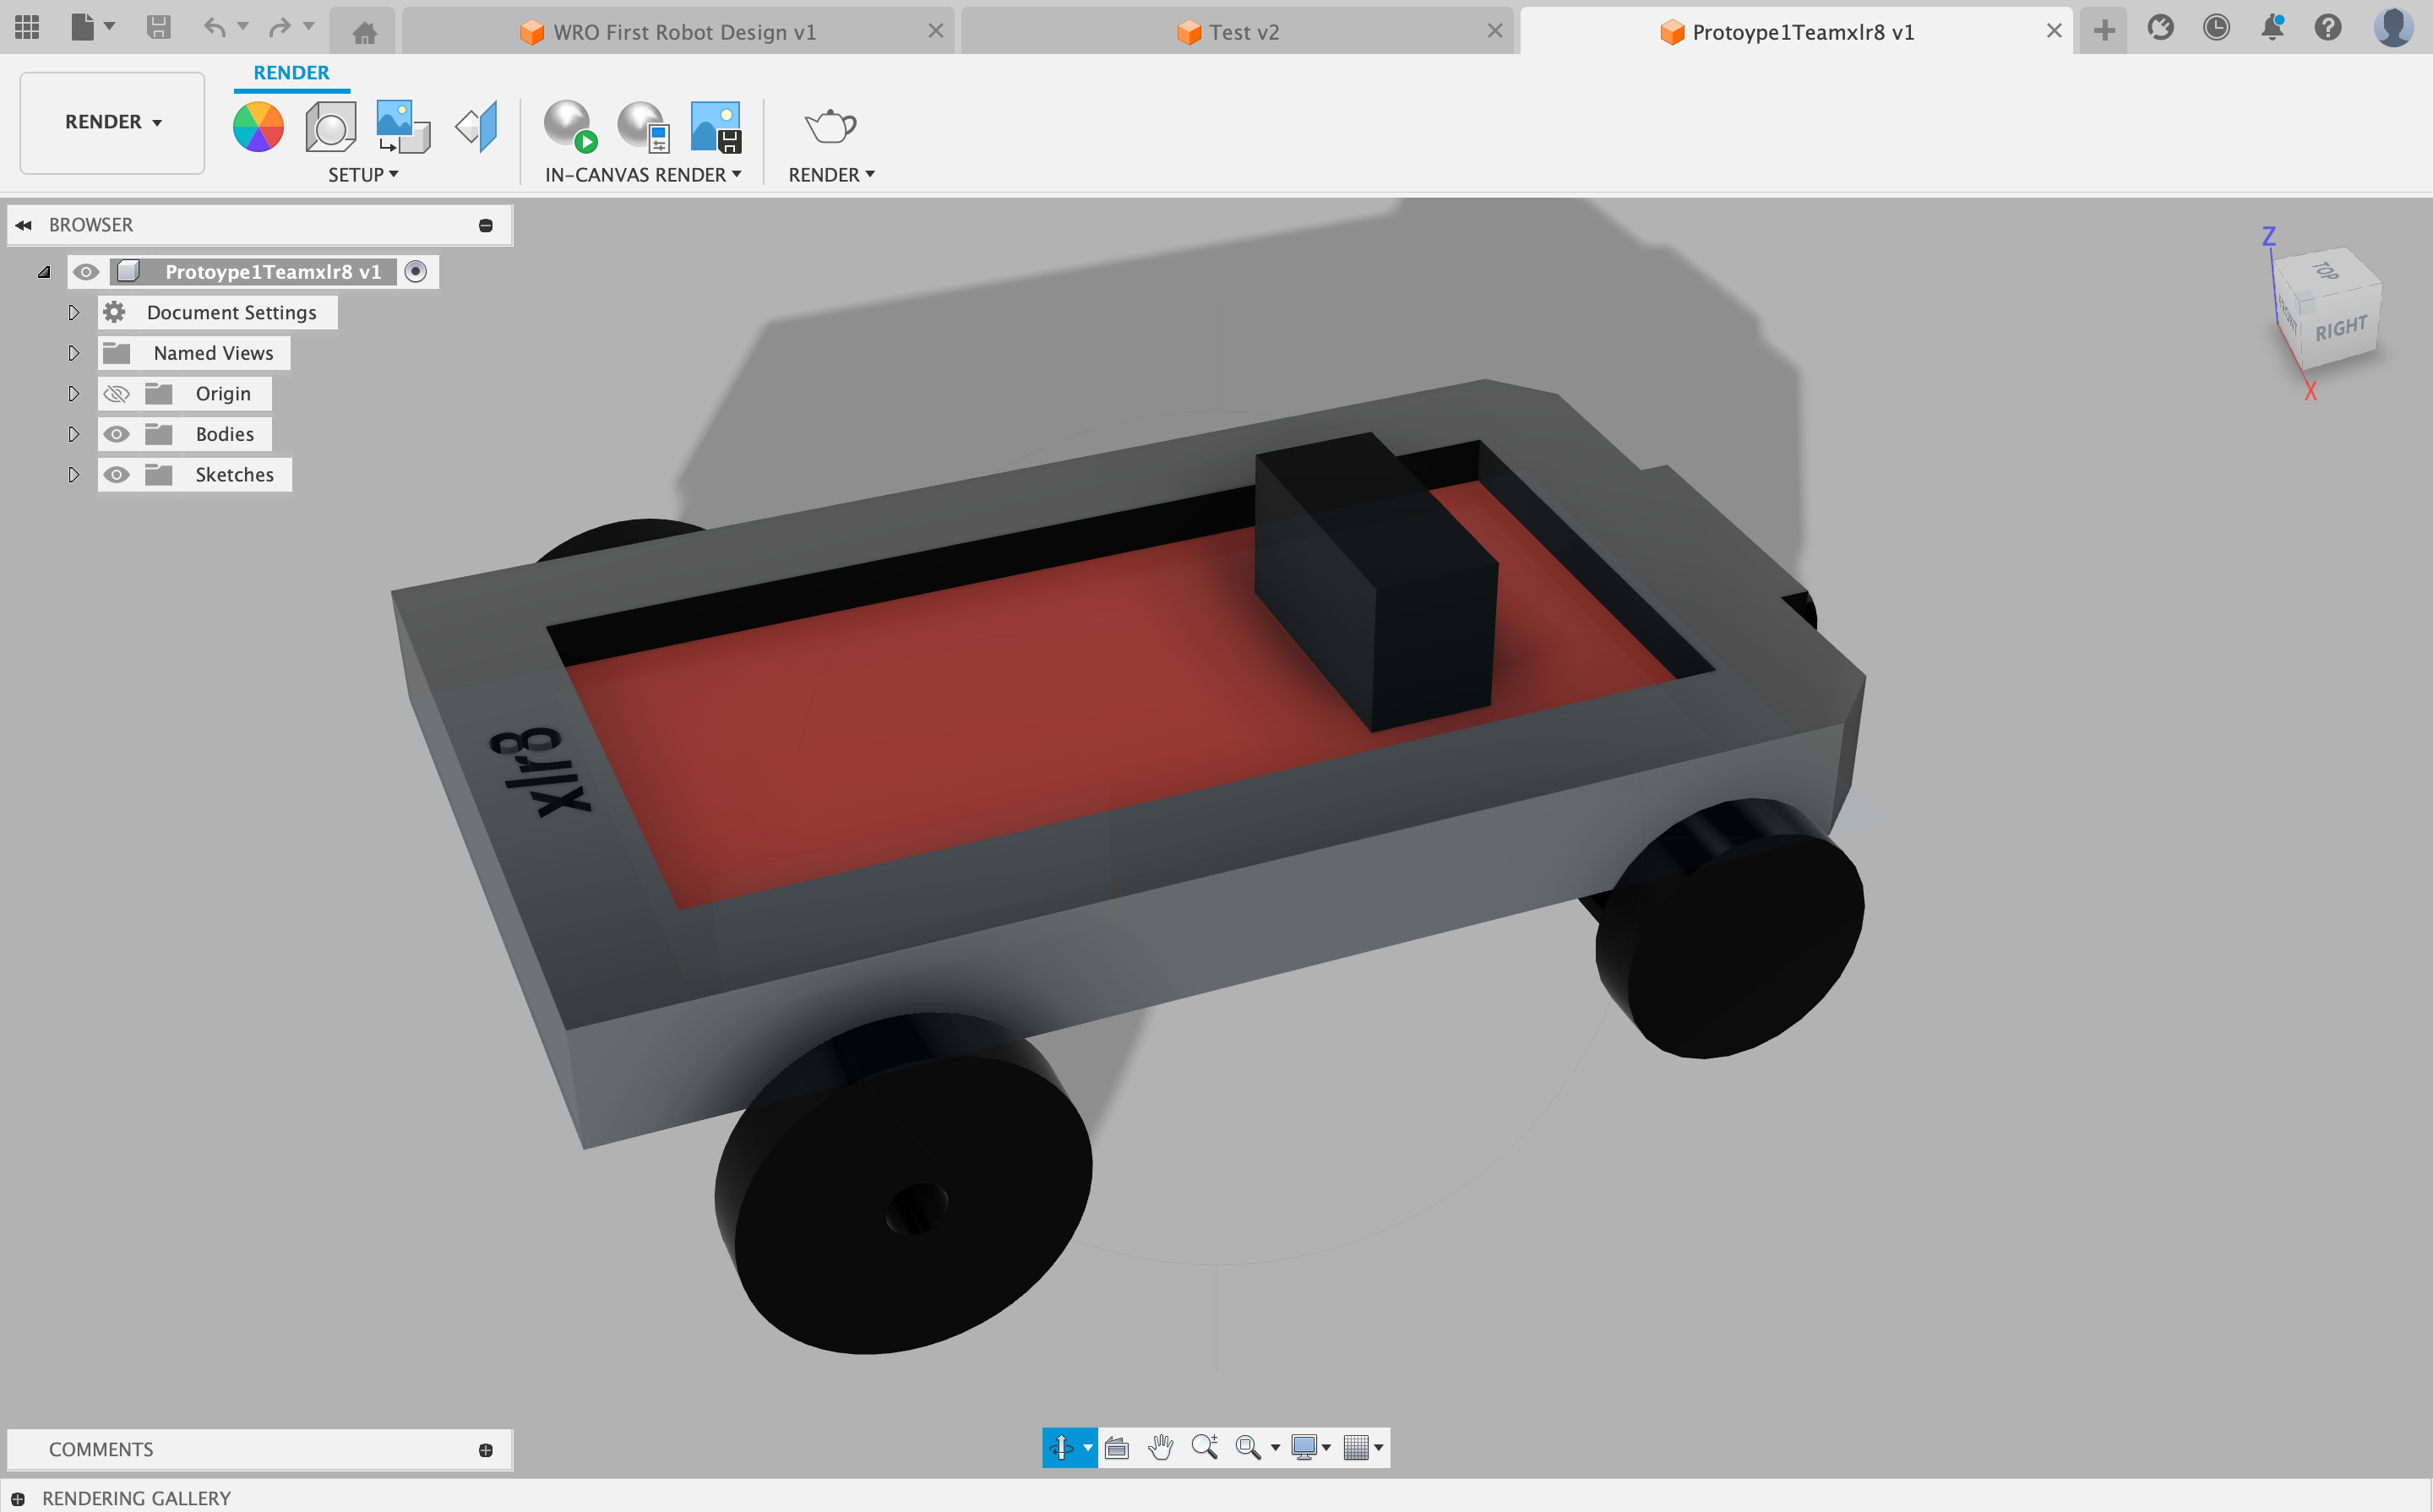 WRO First Robot Design v1
Test v2
Protoype1Teamxlr8 v1
RENDER
RENDER
SETUP
IN-CANVAS RENDER
RENDER
BROWSER
Protoype1Teamxlr8 v1
Document Settings
Named Views
Origin
Bodies
Sketches
Z
TOP
FRONT
RIGHT
X
xlr8
COMMENTS
RENDERING GALLERY